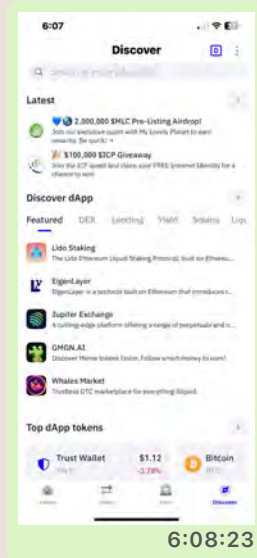 6:07
Discover
Latest
💙🌏 2,000,000 $MLC Pre-Listing Airdrop!
Join our exclusive quest with My Lovely Planet to earn
rewards. Be quick! →
🎉 $100,000 $ICP Giveaway
Join the ICP quest and claim your FREE Internet Identity for a
chance to win!
Discover dApp
Featured DEX Lending Yield Solana
Lido Staking
The Lido Ethereum Liquid Staking Protocol, built on Ethereu...
EigenLayer
EigenLayer is a protocol built on Ethereum that introduces r...
Jupiter Exchange
A cutting-edge platform offering a range of perpetuals and s...
GMGN.AI
Discover Meme tokens faster. Follow smart money to earn!
Whales Market
Trustless OTC marketplace for everything illiquid.
Top dApp tokens
Trust Wallet $1.12 Bitcoin
TWT -3.28% BTC
Discover
6:08:23